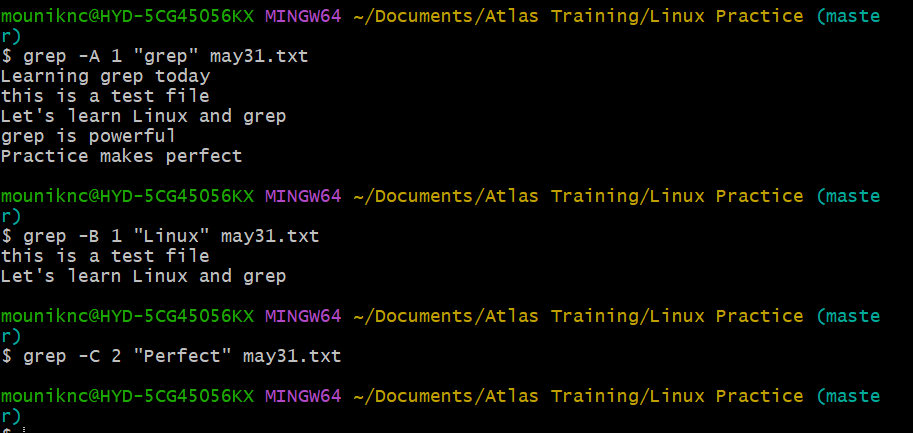 mouniknc@HYD-5CG45056KX MINGW64 ~/Documents/Atlas Training/Linux Practice (maste
r)
$ grep -A 1 "grep" may31.txt
Learning grep today
this is a test file
Let's learn Linux and grep
grep is powerful
Practice makes perfect
mouniknc@HYD-5CG45056KX MINGW64 ~/Documents/Atlas Training/Linux Practice (maste
r)
$ grep -B 1 "Linux" may31.txt
this is a test file
Let's learn Linux and grep
mouniknc@HYD-5CG45056KX MINGW64 ~/Documents/Atlas Training/Linux Practice (maste
r)
$ grep -C 2 "Perfect" may31.txt
mouniknc@HYD-5CG45056KX MINGW64 ~/Documents/Atlas Training/Linux Practice (maste
r)
$